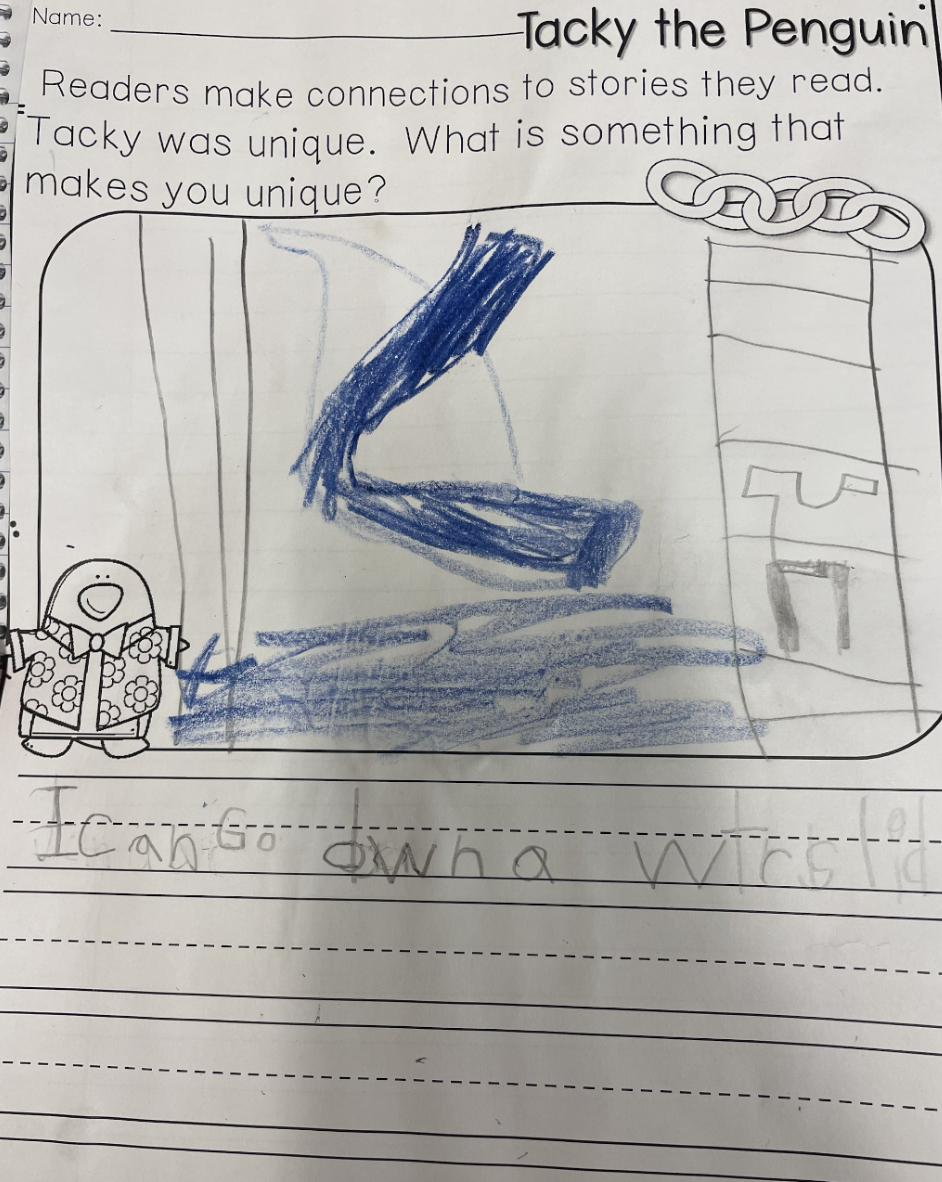 Name:
Tacky the Penguin
Readers make connections to stories they read.
Tacky was unique. What is something that
makes you unique?
I can Go dwn a